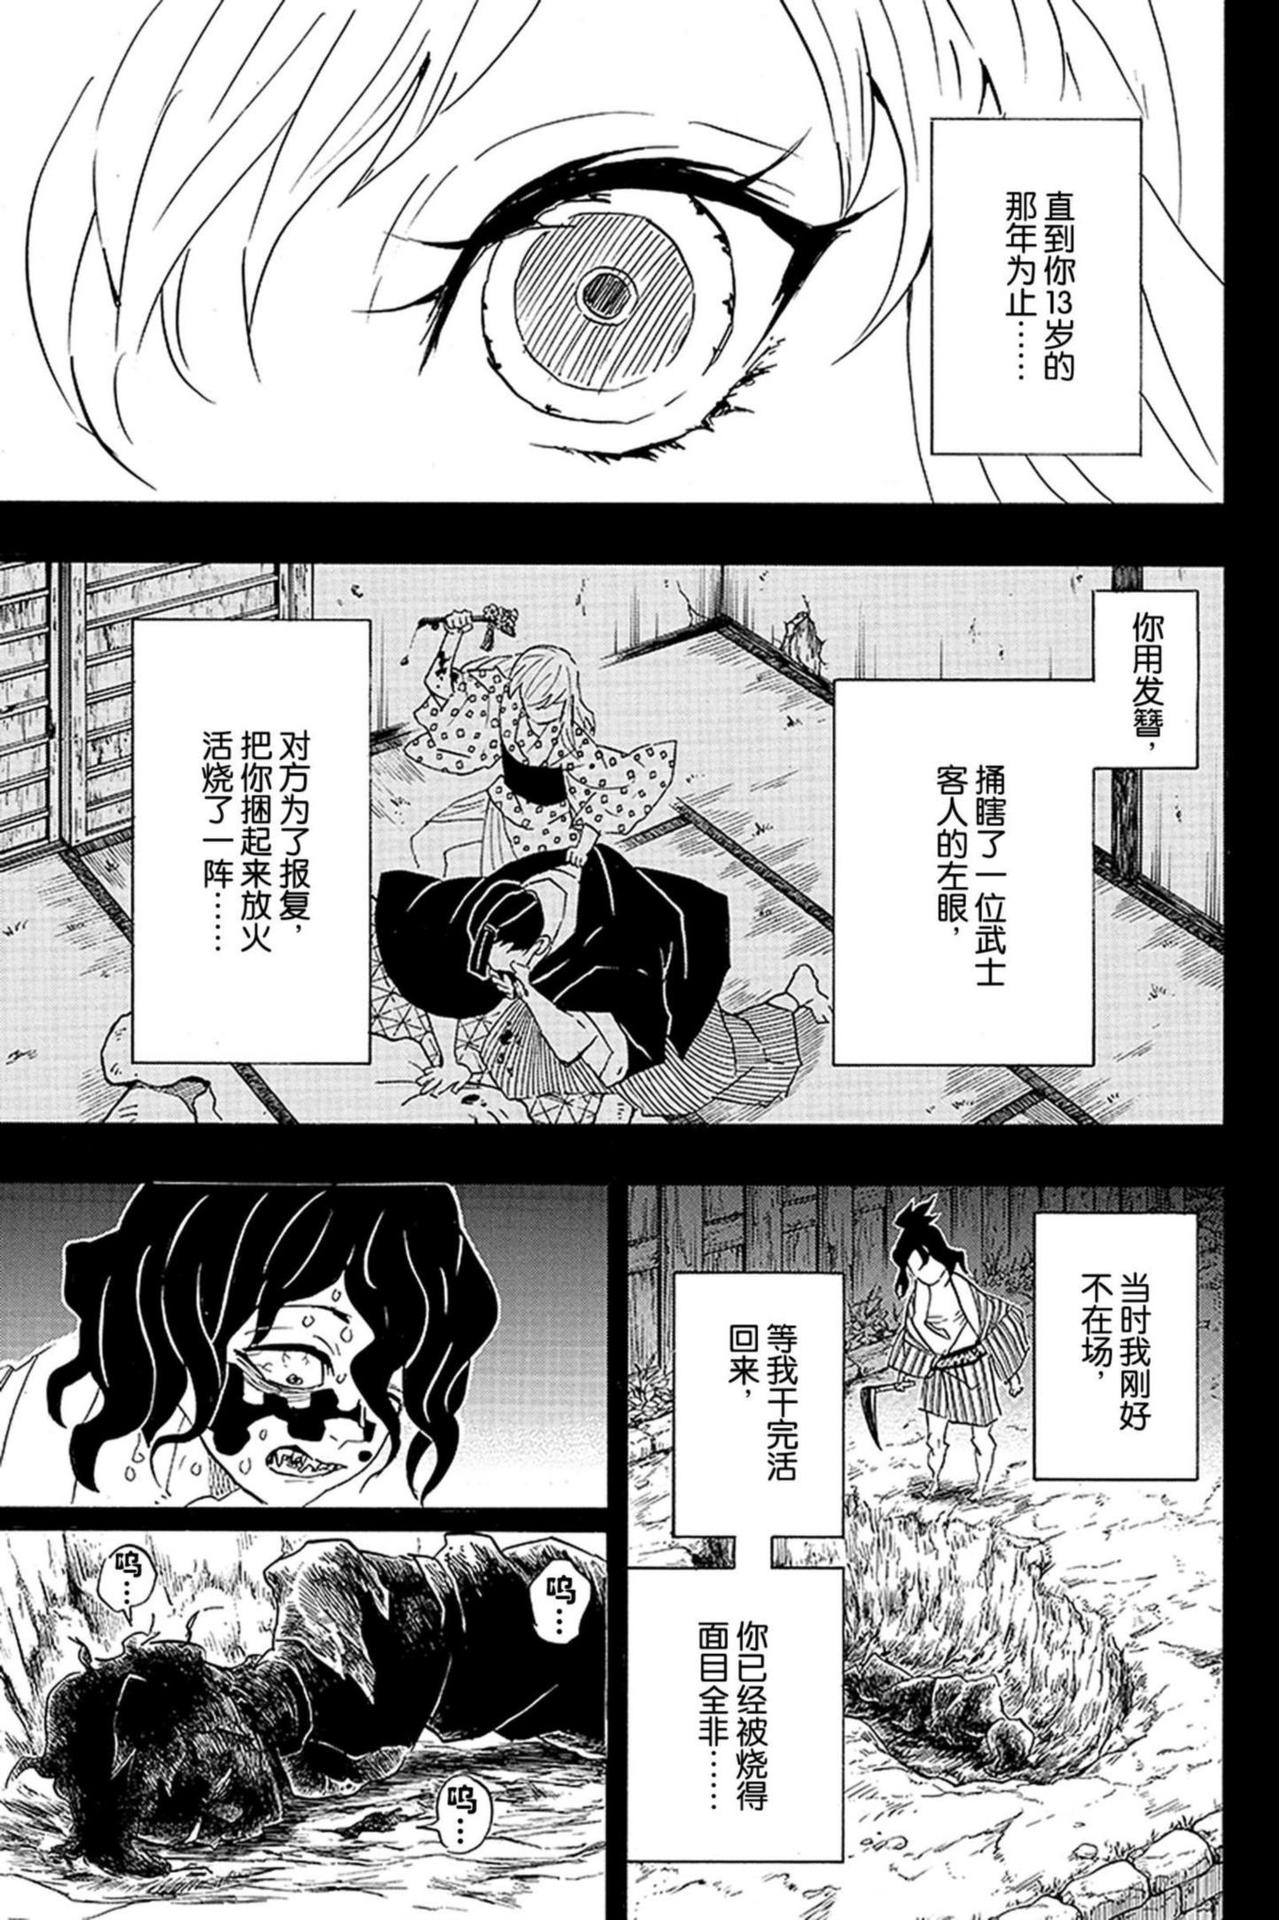 直到你13岁的
那年为止……
你用发簪，
捅瞎了一位武士
客人的左眼，
对方为了报复，
把你捆起来放火
活烧了一阵……
当时我刚好
不在场，
等我干完活
回来，
你已经被烧得
面目全非……
呜…
呜…
呜…